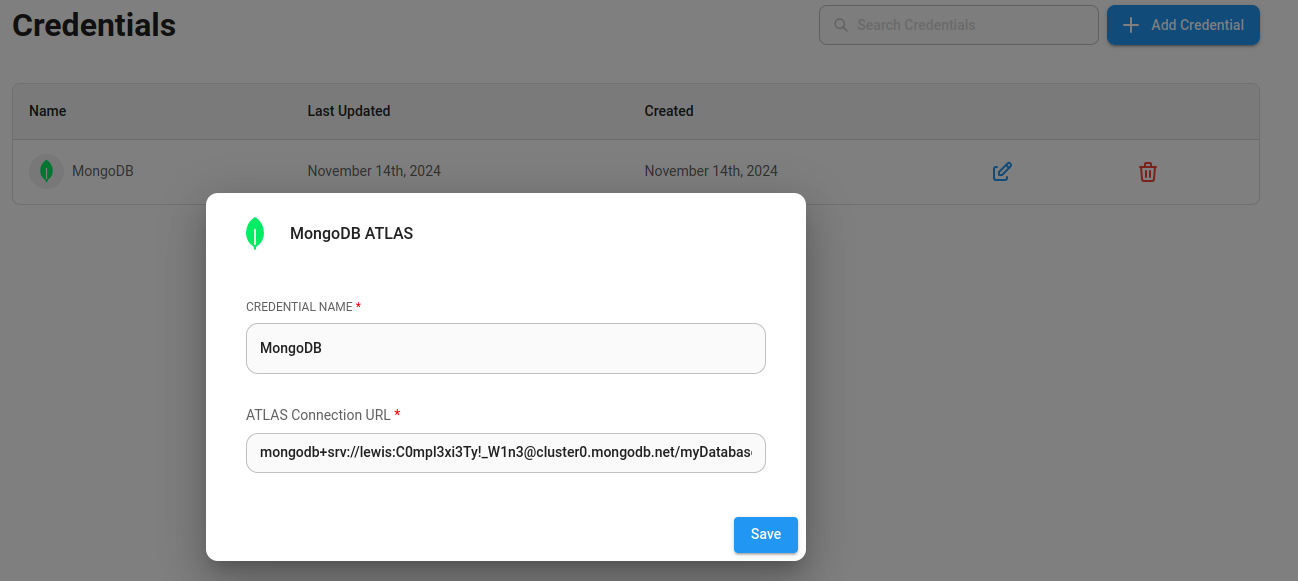 Credentials
Search Credentials
Add Credential
Name Last Updated Created
MongoDB November 14th, 2024 November 14th, 2024
MongoDB ATLAS
CREDENTIAL NAME *
MongoDB
ATLAS Connection URL *
mongodb+srv://lewis:C0mpl3xi3Ty!_W1n3@cluster0.mongodb.net/myDatabas
Save